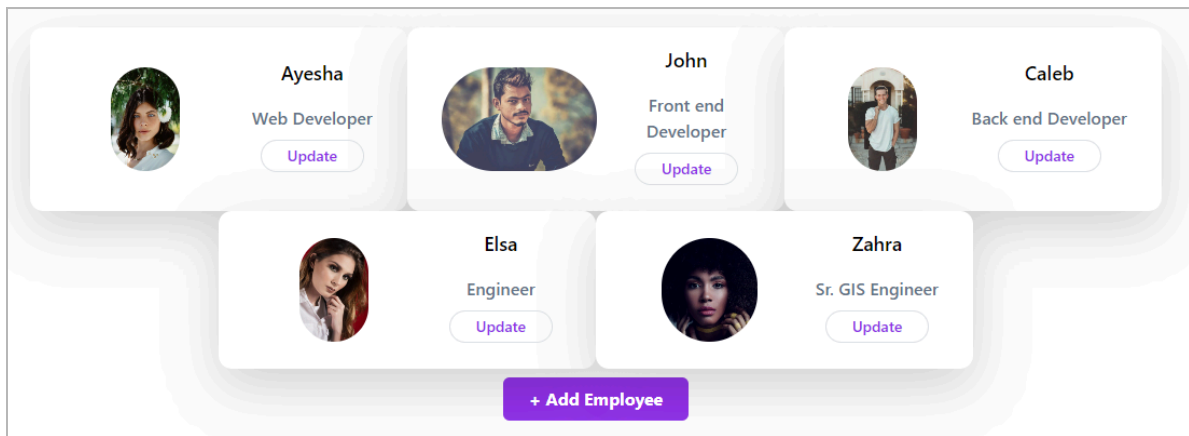 Ayesha
Web Developer
Update
John
Front end
Developer
Update
Caleb
Back end Developer
Update
Elsa
Engineer
Update
Zahra
Sr. GIS Engineer
Update
+ Add Employee